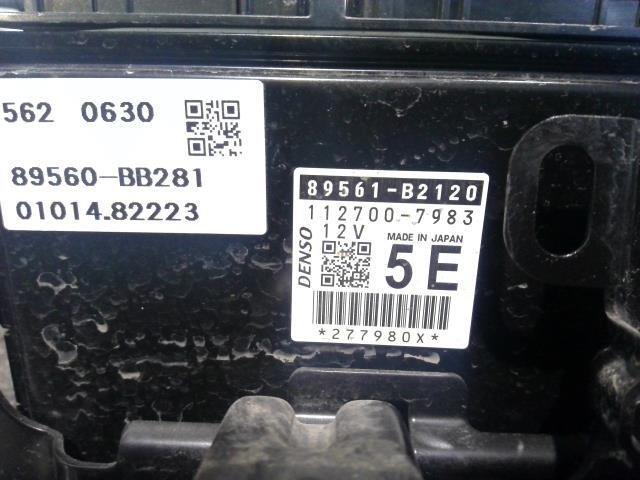 562 0630
89560-BB281
01014.82223
89561-B2120
112700-7983
12V MADE IN JAPAN
DENSO
5E
*277980X*